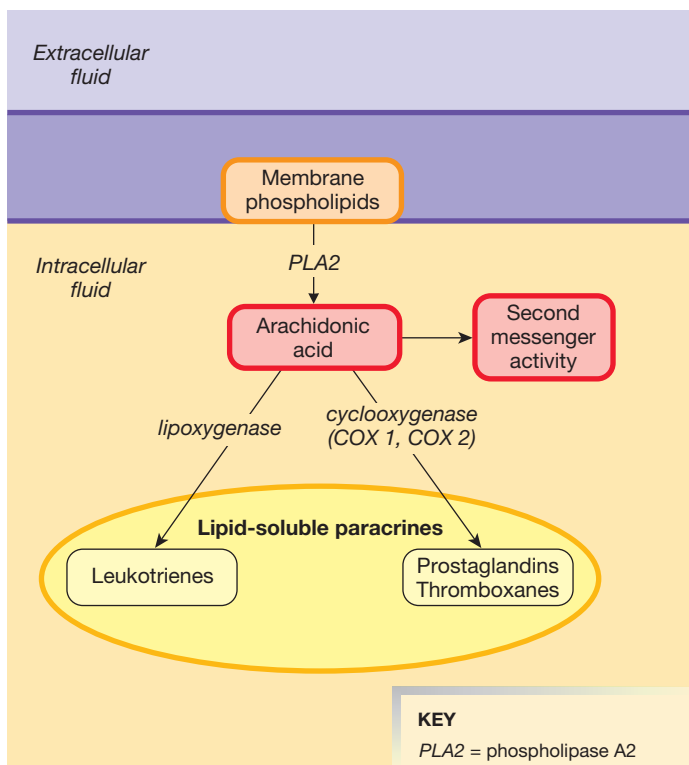 Extracellular
fluid
Membrane
phospholipids
Intracellular
fluid
PLA2
Arachidonic
acid
Second
messenger
activity
lipoxygenase
cyclooxygenase
(COX 1, COX 2)
Lipid-soluble paracrines
Leukotrienes
Prostaglandins
Thromboxanes
KEY
PLA2 = phospholipase A2